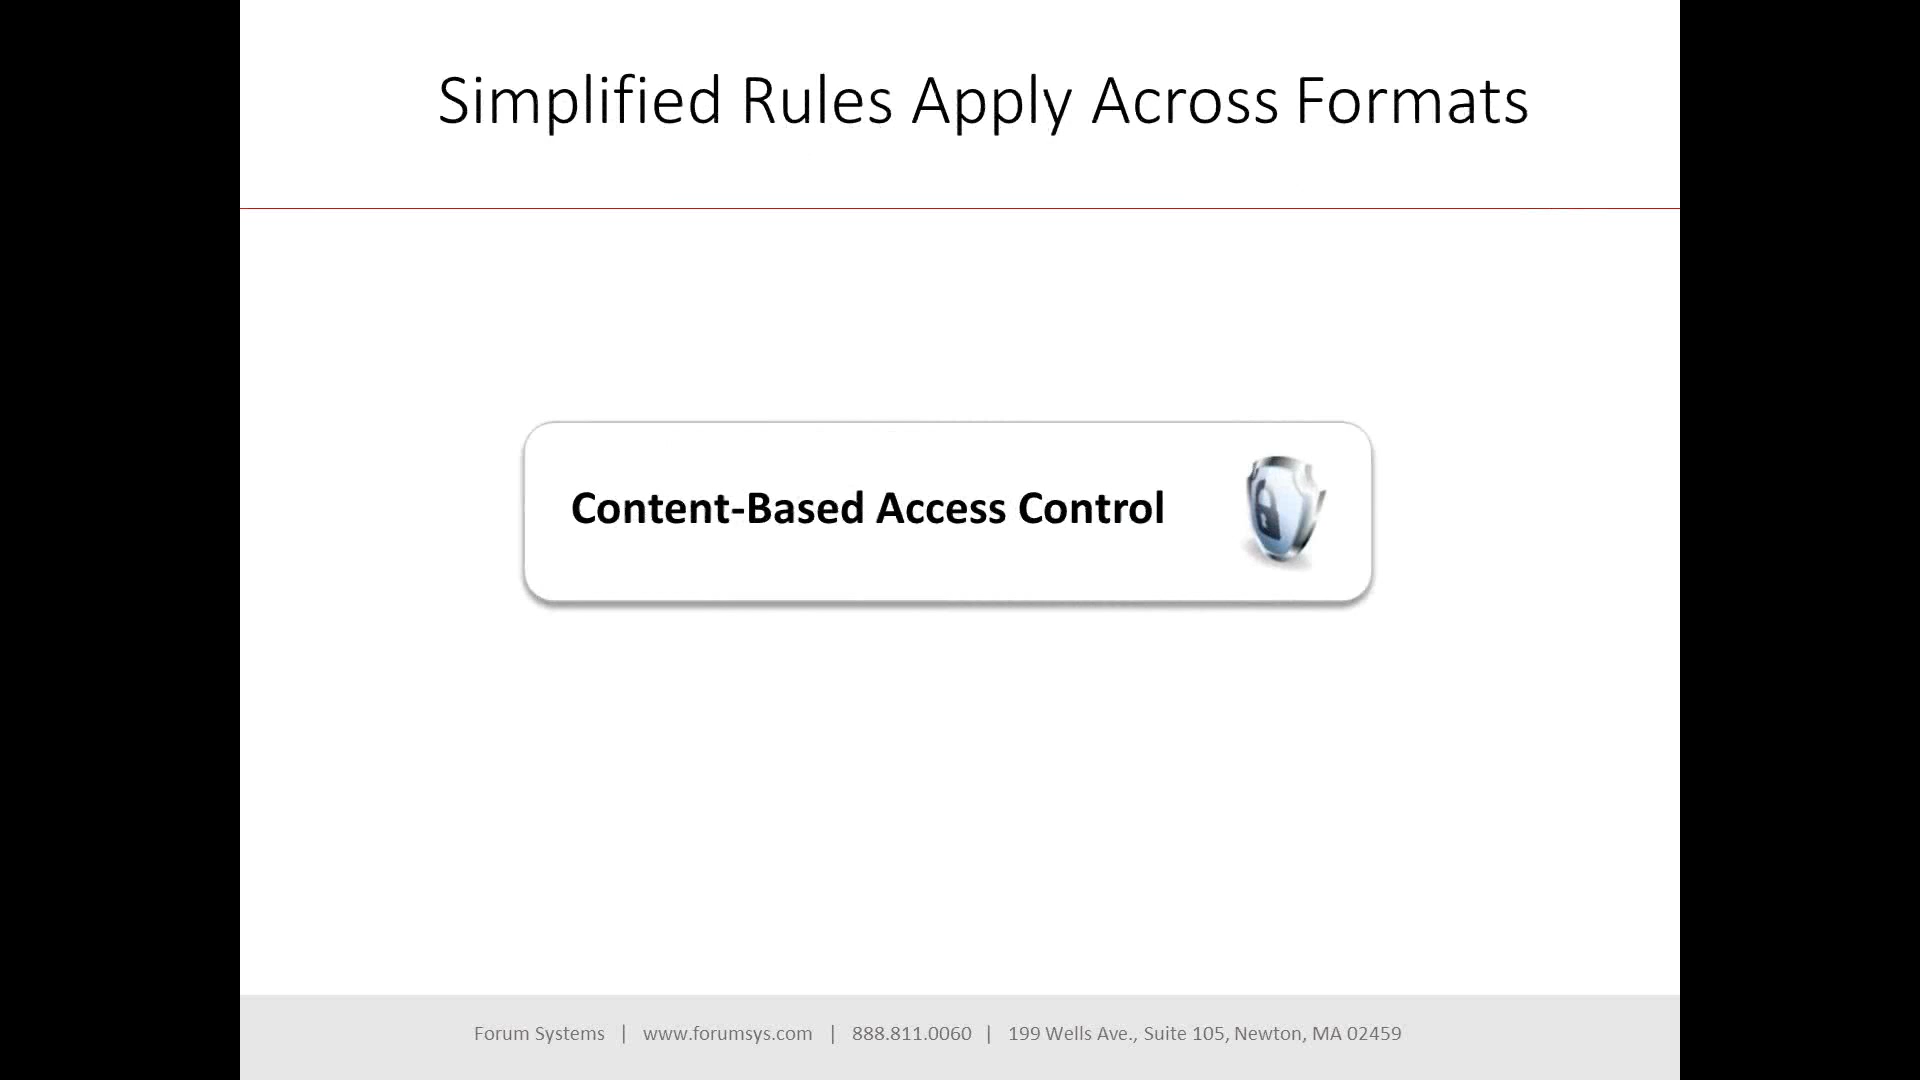 Simplified Rules Apply Across Formats
Content-Based Access Control
Forum Systems | www.forumsys.com | 888.811.0060 | 199 Wells Ave., Suite 105, Newton, MA 02459